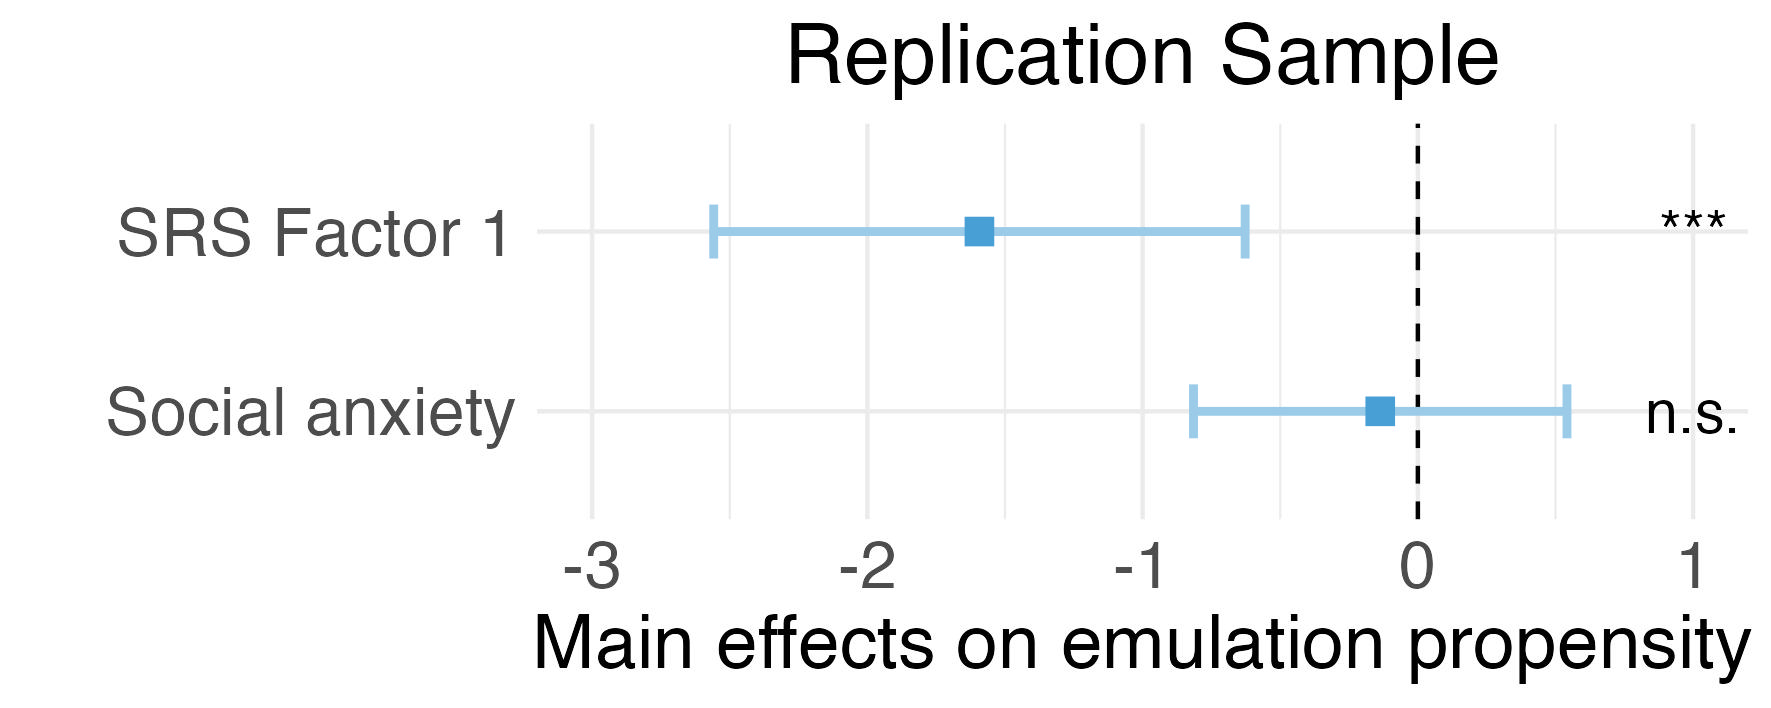 Replication Sample
SRS Factor 1
***
Social anxiety
n.s.
-3 -2 -1 0 1
Main effects on emulation propensity